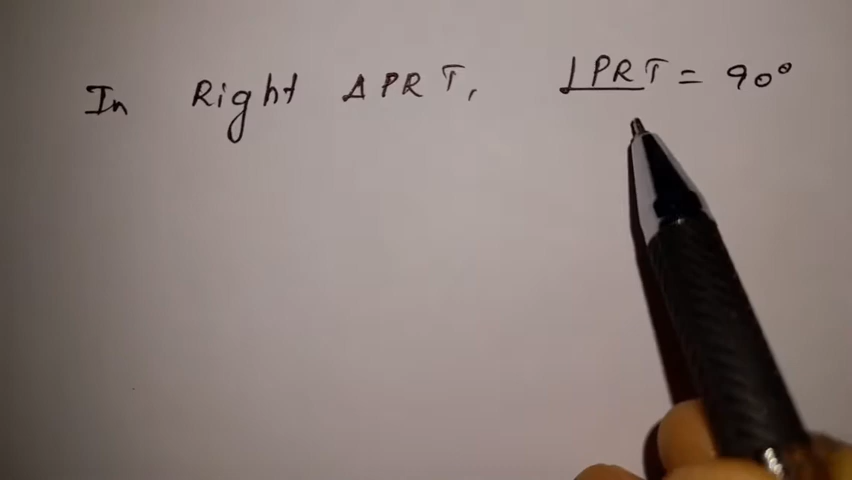 In Right ΔPRT, ∠PRT = 90°